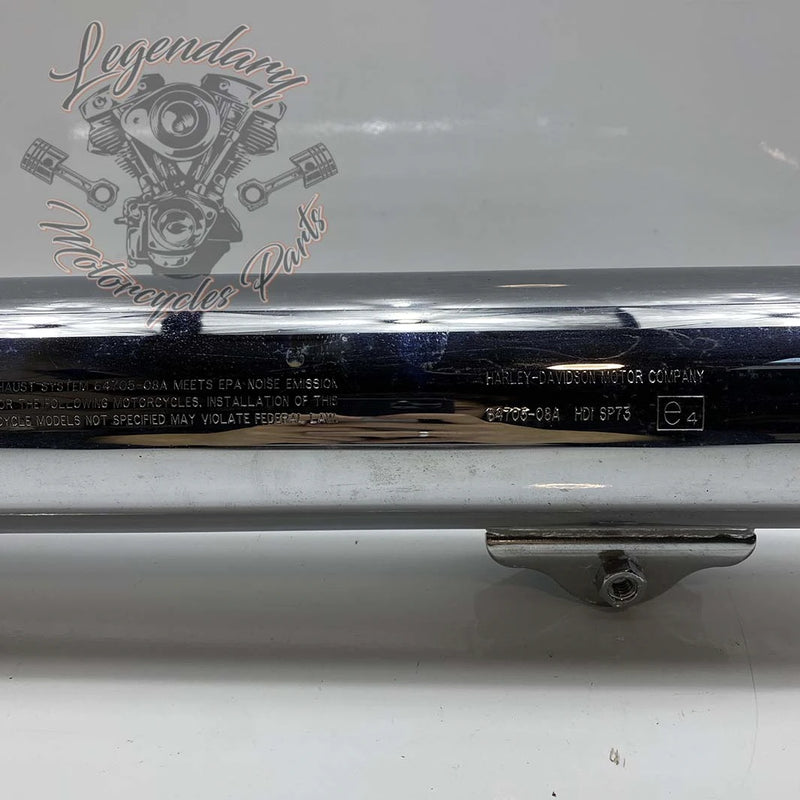 Legendary
Motorcycles Parts
HAUST SYSTEM 64705-08A MEETS EPA NOISE EMISSION
OR THE FOLLOWING MOTORCYCLES. INSTALLATION OF THIS
CYCLE MODELS NOT SPECIFIED MAY VIOLATE FEDERAL LAW.
HARLEY-DAVIDSON MOTOR COMPANY
64705-08A HDI SP73 e4